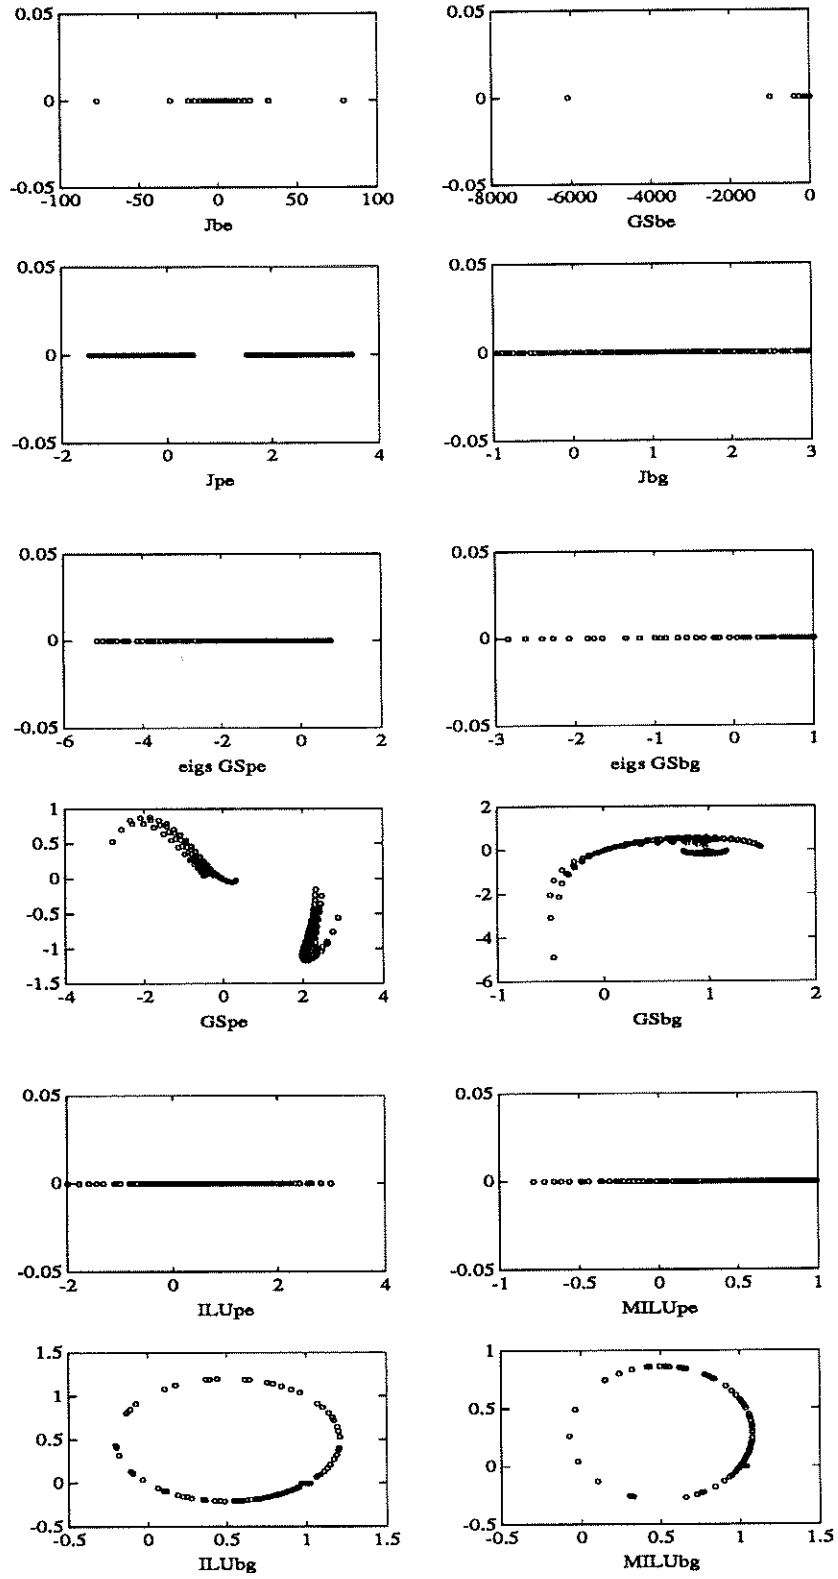 0.05
0
-0.05
-100 -50 0 50 100
Jbe
0.05
0
-0.05
-8000 -6000 -4000 -2000 0
GSbe
0.05
0
-0.05
-2 0 2 4
Jpe
0.05
0
-0.05
-1 0 1 2 3
Jbg
0.05
0
-0.05
-6 -4 -2 0 2
eigs GSpe
0.05
0
-0.05
-3 -2 -1 0 1
eigs GSbg
1
0.5
0
-0.5
-1
-1.5
-4 -2 0 2 4
GSpe
2
0
-2
-4
-6
-1 0 1 2
GSbg
0.05
0
-0.05
-2 0 2 4
ILUpe
0.05
0
-0.05
-1 -0.5 0 0.5 1
MILUpe
1.5
1
0.5
0
-0.5
-0.5 0 0.5 1 1.5
ILUbg
1
0.5
0
-0.5
-0.5 0 0.5 1 1.5
MILUbg